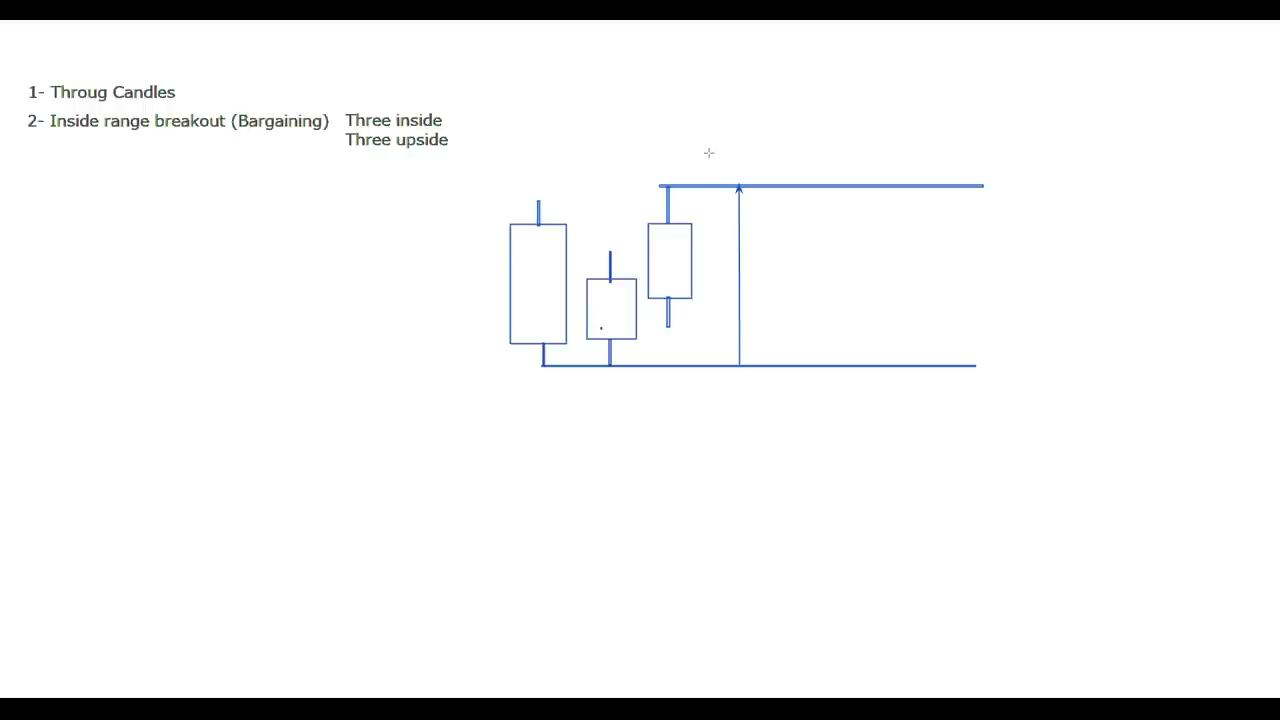 1- Throug Candles
2- Inside range breakout (Bargaining) Three inside
Three upside